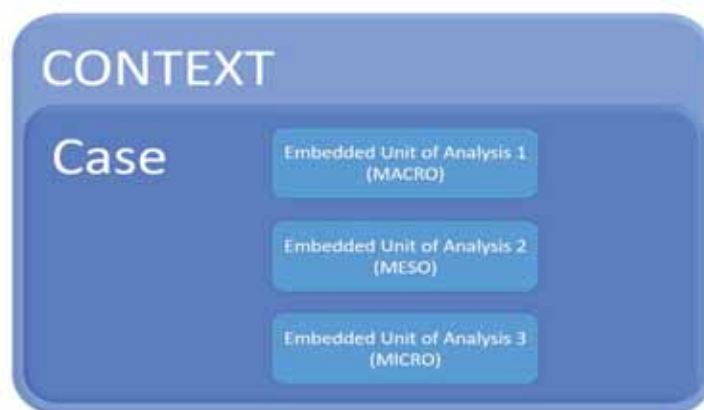 CONTEXT
Case
Embedded Unit of Analysis 1
(MACRO)
Embedded Unit of Analysis 2
(MESO)
Embedded Unit of Analysis 3
(MICRO)